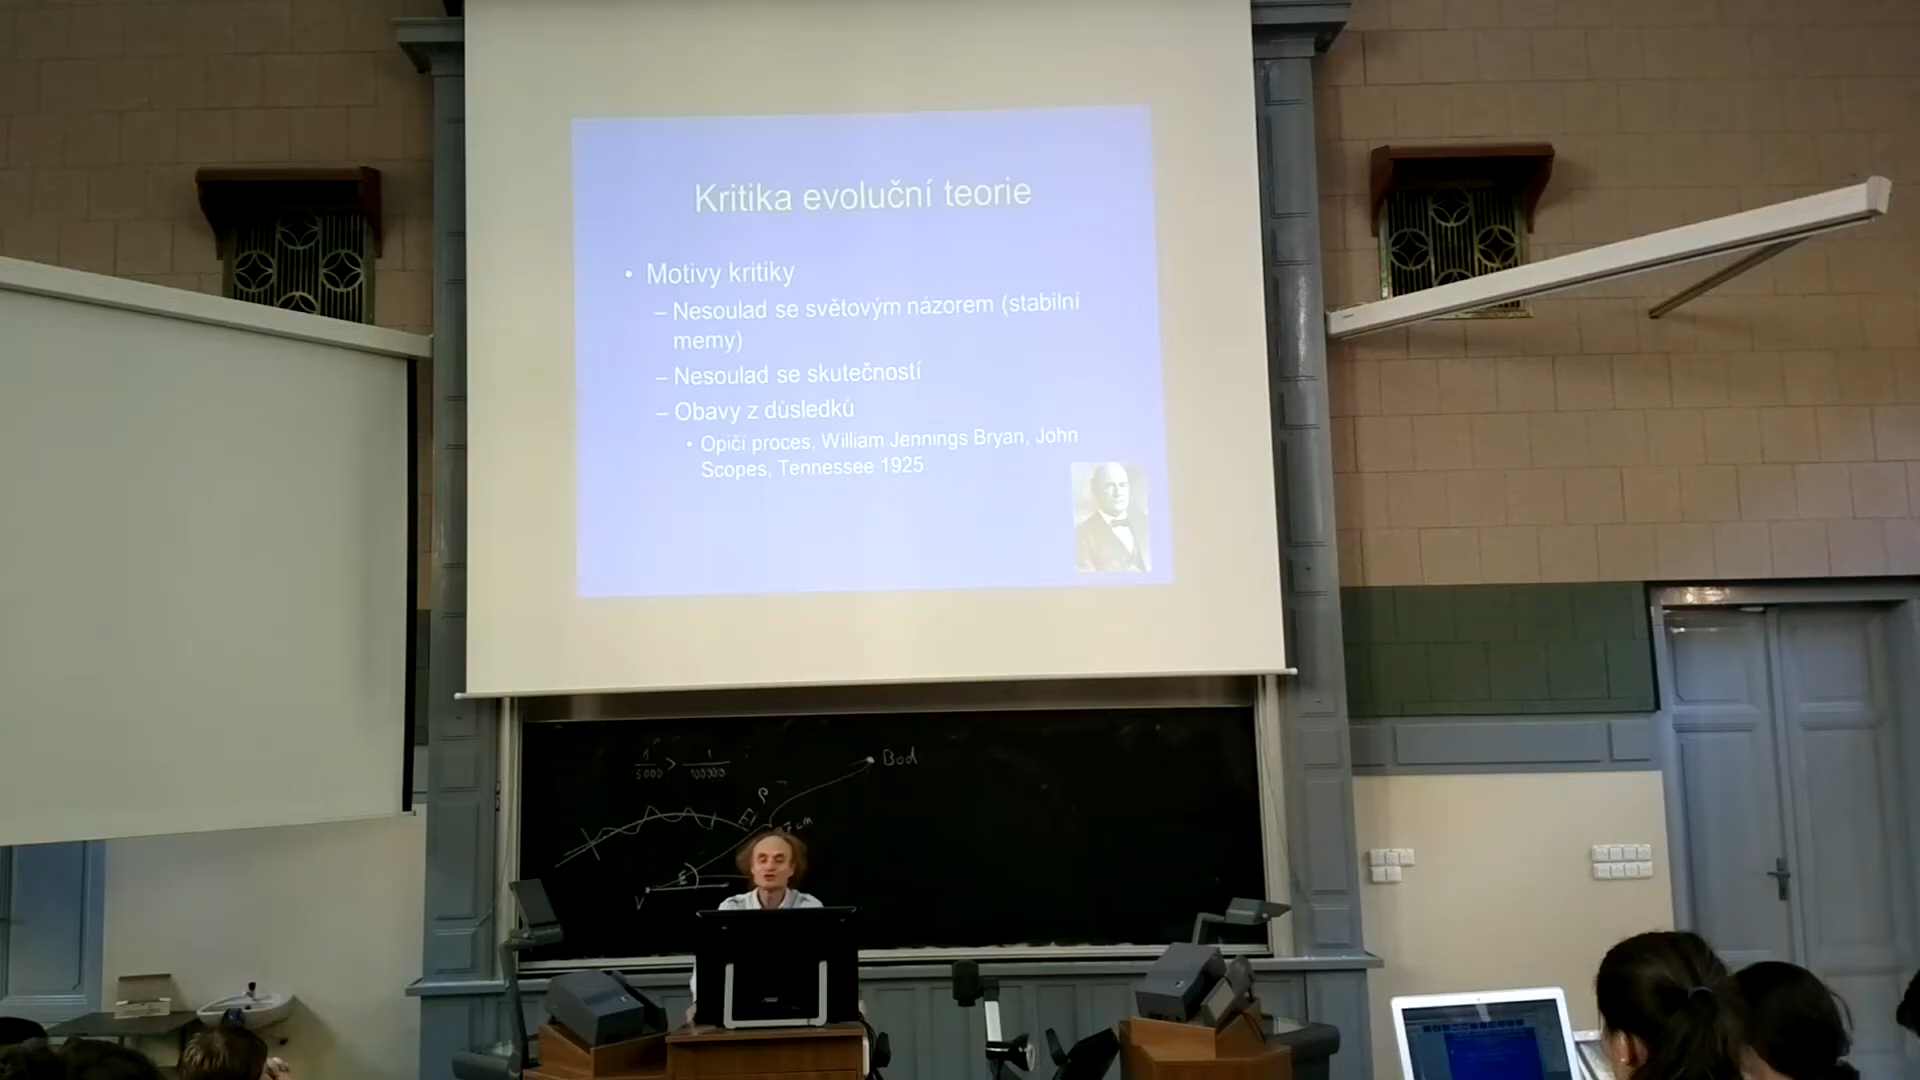 Kritika evoluční teorie
• Motivy kritiky
– Nesoulad se světovým názorem (stabilní
memy)
– Nesoulad se skutečností
– Obavy z důsledků
• Opičí proces, William Jennings Bryan, John
Scopes, Tennessee 1925
Bod
V